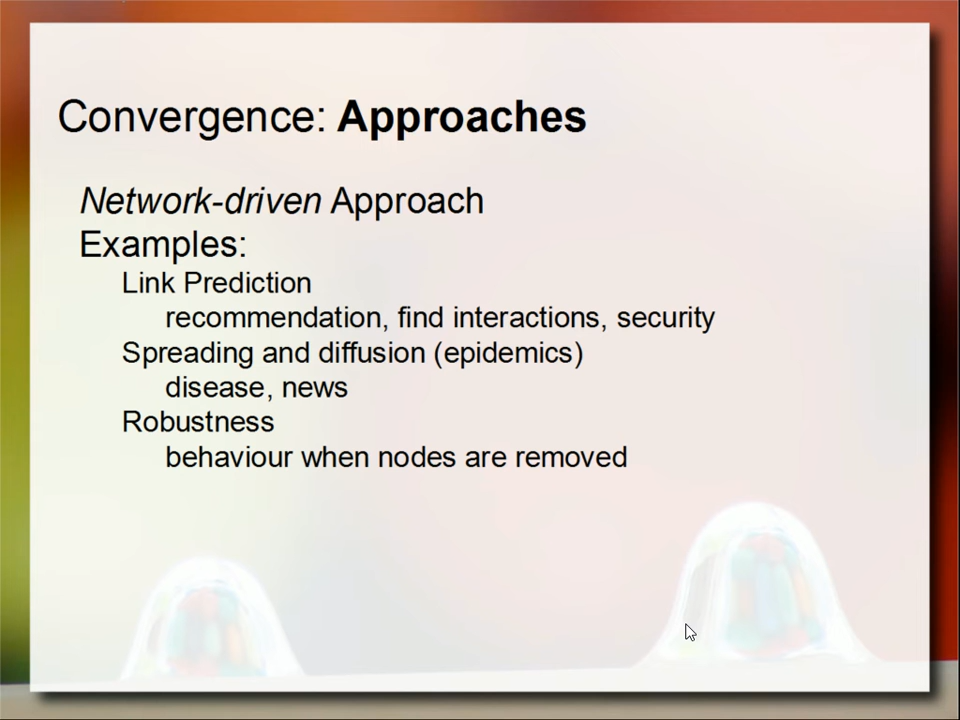 Convergence: Approaches
Network-driven Approach
Examples:
Link Prediction
recommendation, find interactions, security
Spreading and diffusion (epidemics)
disease, news
Robustness
behaviour when nodes are removed